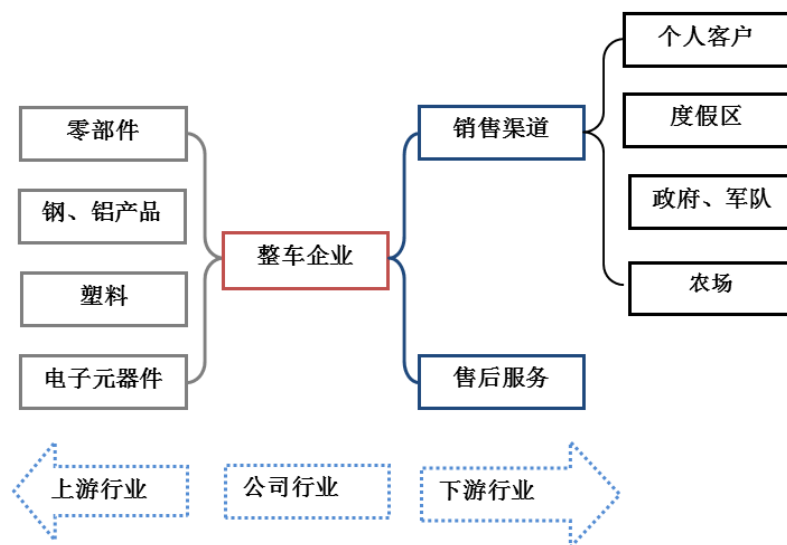 个人客户
零部件
销售渠道
度假区
钢、铝产品
政府、军队
整车企业
塑料
农场
电子元器件
售后服务
上游行业
公司行业
下游行业